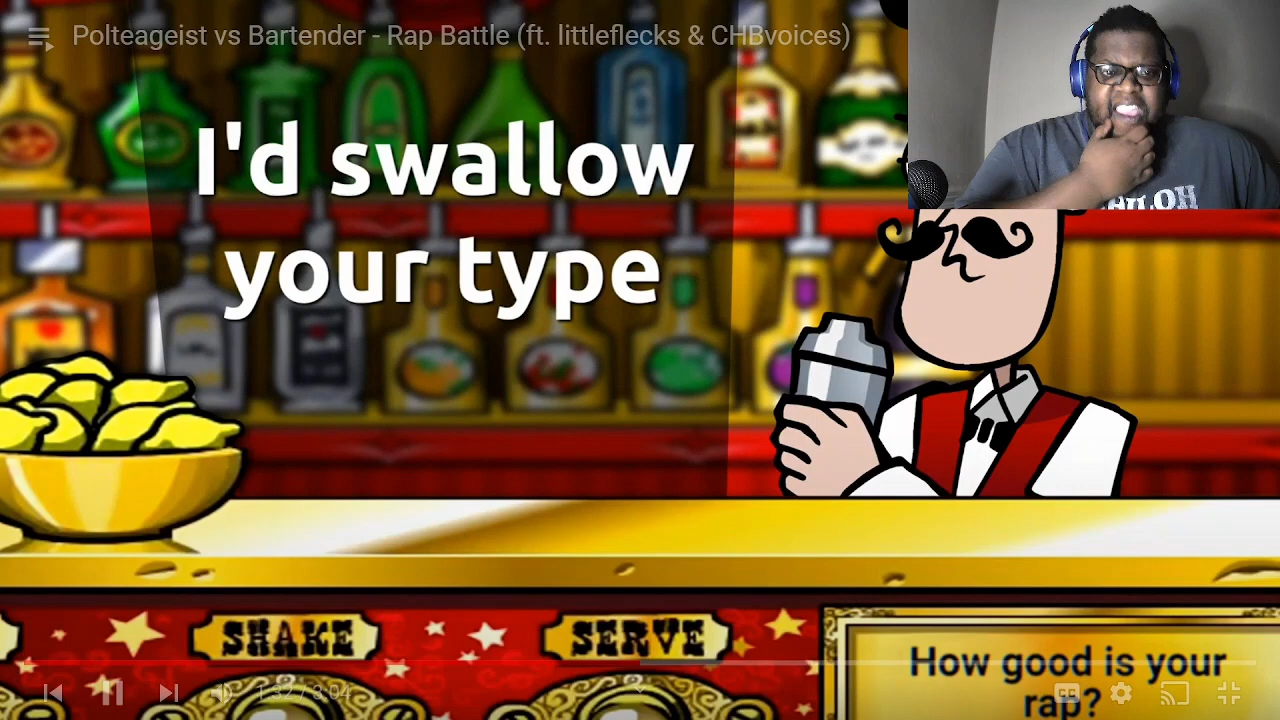 Polteageist vs Bartender - Rap Battle (ft. littleflecks & CHBvoices)
I'd swallow
your type
SHAKE
SERVE
How good is your
rap?
1:32 / 3:04